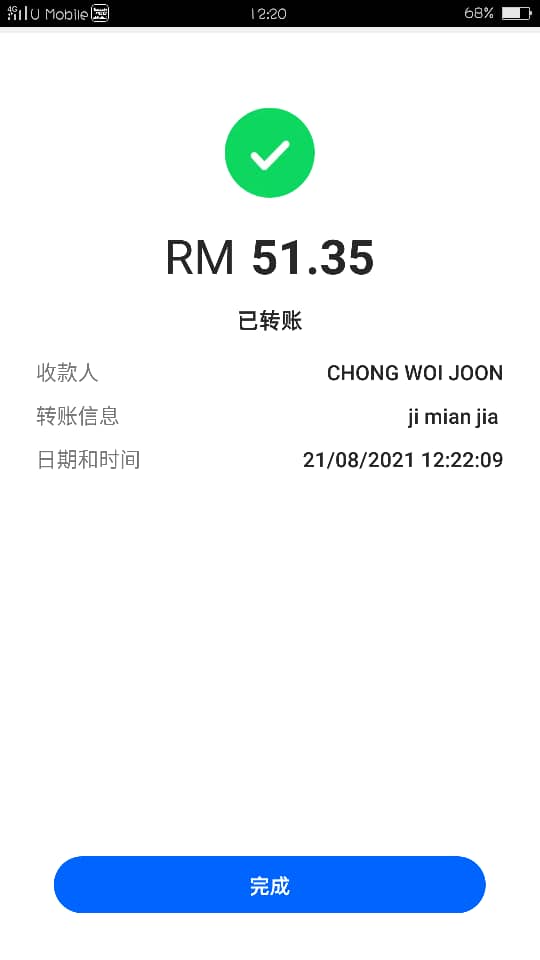 4G U Mobile 12:20 68%
RM 51.35
已转账
收款人 CHONG WOI JOON
转账信息 ji mian jia
日期和时间 21/08/2021 12:22:09
完成